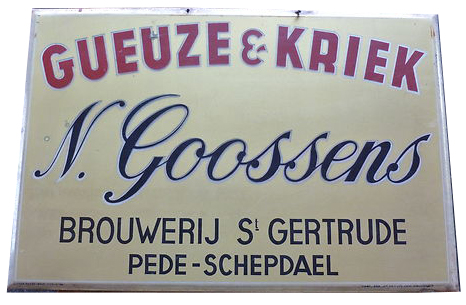 GUEUZE & KRIEK
N. Goossens
BROUWERIJ St GERTRUDE
PEDE-SCHEPDAEL